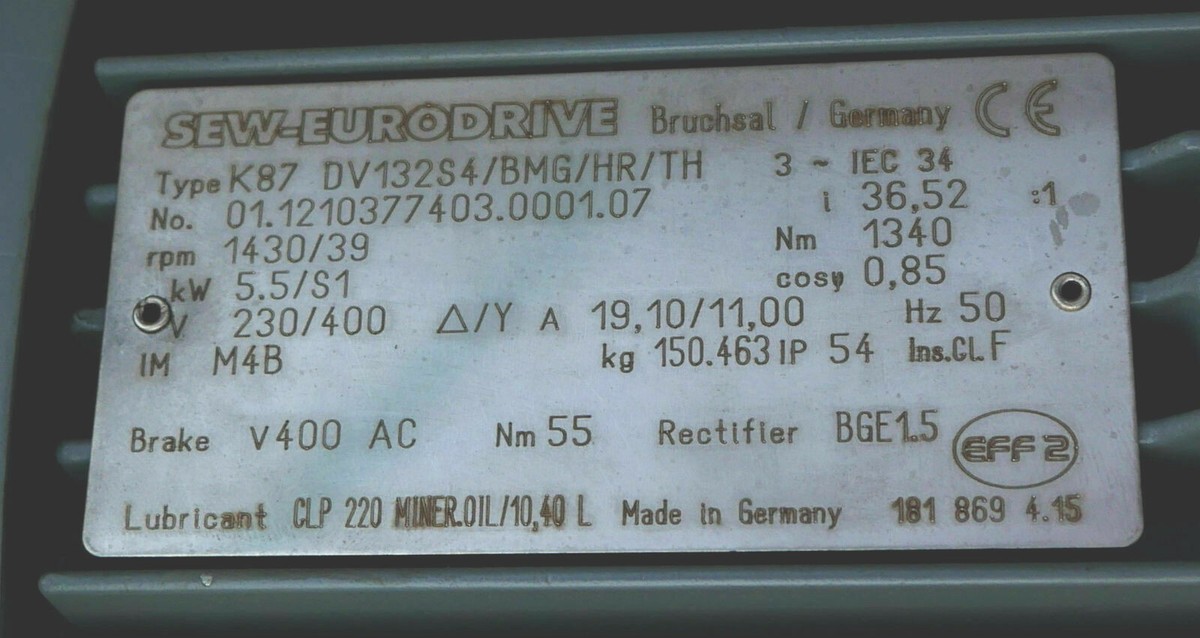 SEW-EURODRIVE Bruchsal / Germany CE
Type K87 DV132S4/BMG/HR/TH 3 ~ IEC 34
No. 01.1210377403.0001.07 i 36,52 :1
rpm 1430/39 Nm 1340
kW 5.5/S1 cosφ 0,85
V 230/400 Δ/Y A 19,10/11,00 Hz 50
IM M4B kg 150.463 IP 54 Ins.Cl. F
Brake V400 AC Nm 55 Rectifier BGE1.5 EFF 2
Lubricant CLP 220 MINER.OIL/10,40 L Made in Germany 181 869 4.15